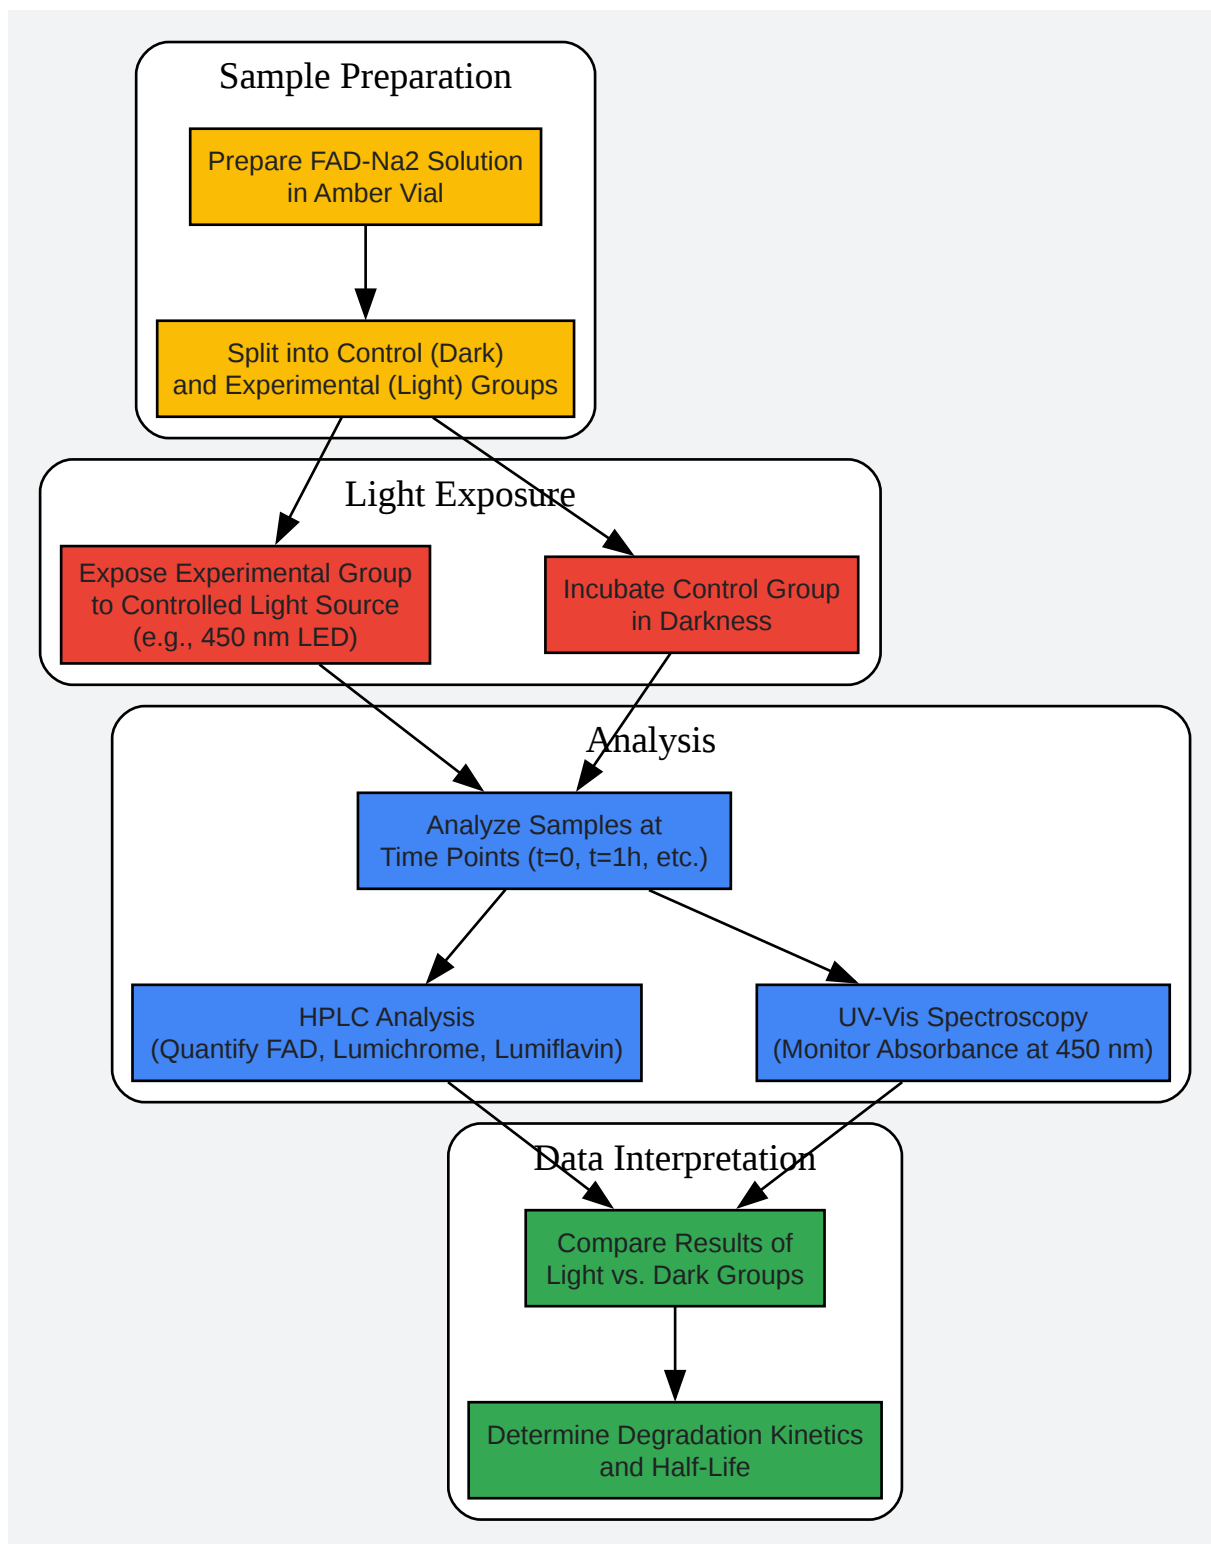 Sample Preparation
Prepare FAD-Na2 Solution
in Amber Vial
Split into Control (Dark)
and Experimental (Light) Groups
Light Exposure
Expose Experimental Group
to Controlled Light Source
(e.g., 450 nm LED)
Incubate Control Group
in Darkness
Analysis
Analyze Samples at
Time Points (t=0, t=1h, etc.)
HPLC Analysis
(Quantify FAD, Lumichrome, Lumiflavin)
UV-Vis Spectroscopy
(Monitor Absorbance at 450 nm)
Data Interpretation
Compare Results of
Light vs. Dark Groups
Determine Degradation Kinetics
and Half-Life